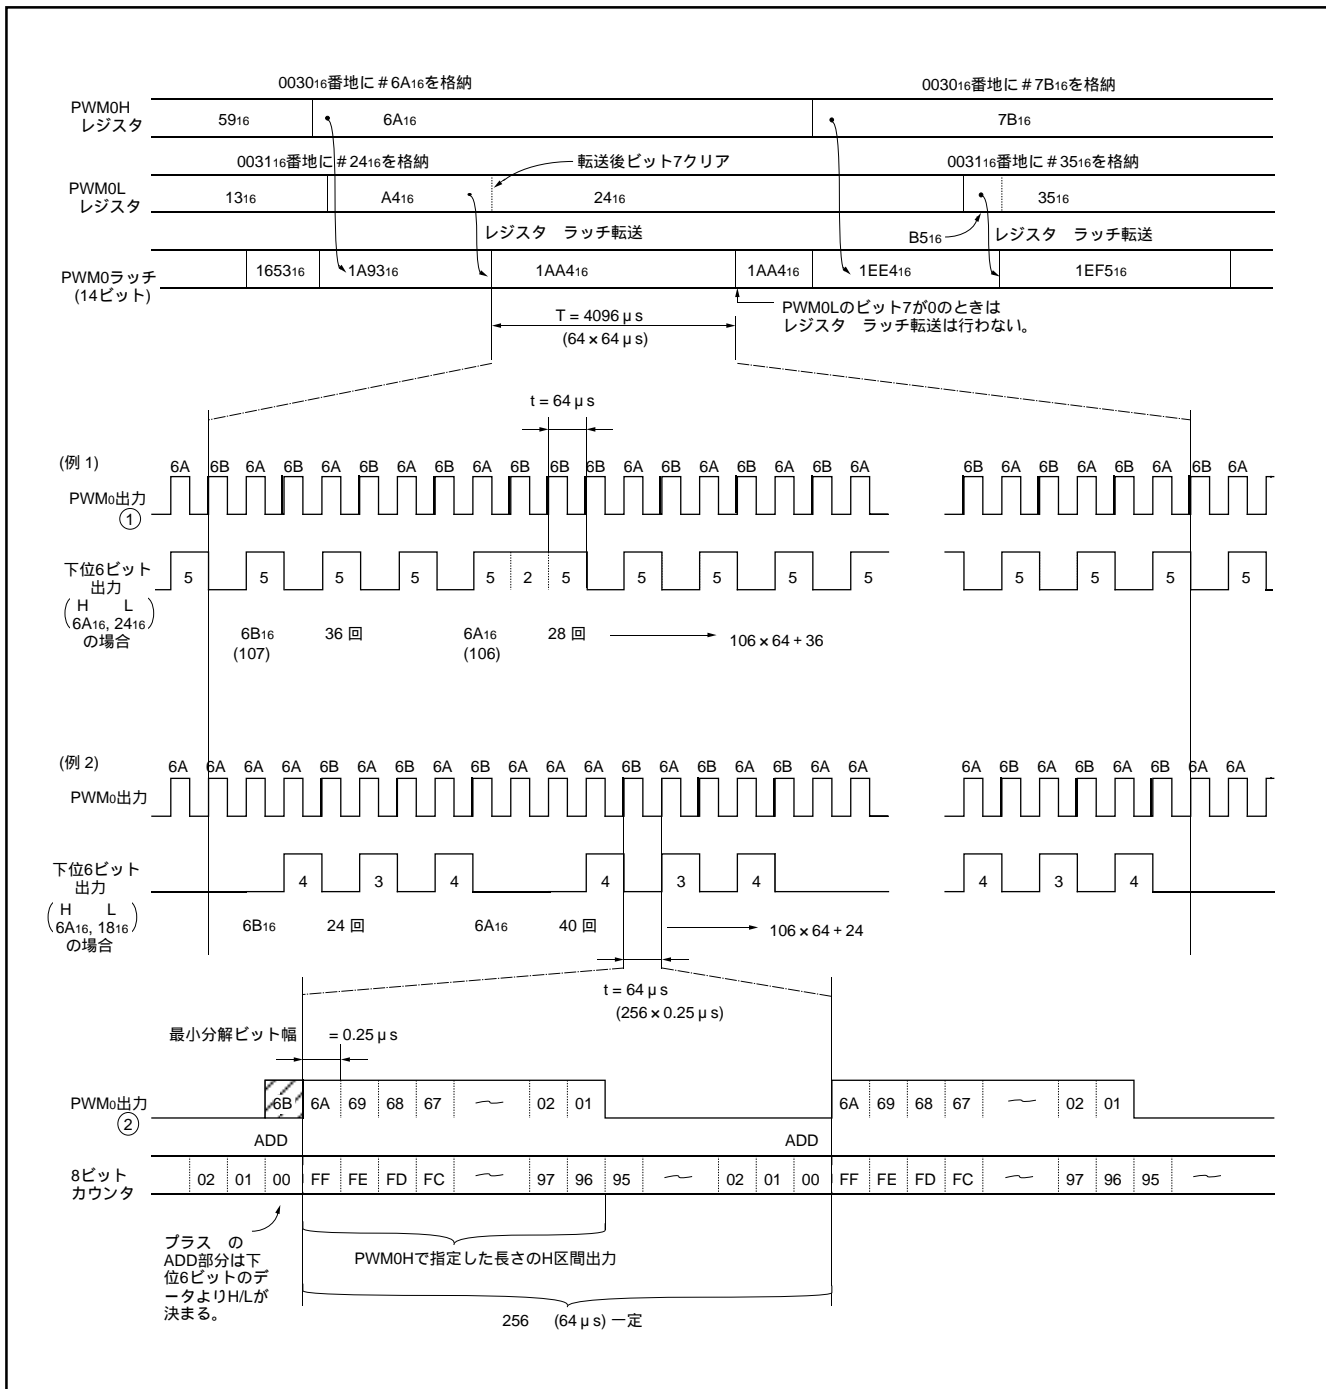 0030₁₆番地に#6A₁₆を格納 0030₁₆番地に#7B₁₆を格納
PWM0H
レジスタ
59₁₆ 6A₁₆ 7B₁₆
0031₁₆番地に#24₁₆を格納 転送後ビット7クリア 0031₁₆番地に#35₁₆を格納
PWM0L
レジスタ
13₁₆ A4₁₆ 24₁₆ 35₁₆
レジスタ ラッチ転送 B5₁₆ レジスタ ラッチ転送
PWM0ラッチ
(14ビット)
1653₁₆ 1A93₁₆ 1AA4₁₆ 1AA4₁₆ 1EE4₁₆ 1EF5₁₆
PWM0Lのビット7が0のときは
レジスタ ラッチ転送は行わない。
T = 4096 μs
(64 × 64 μs)
t = 64 μs
(例 1)
6A 6B 6A 6B 6A 6B 6A 6B 6A 6B 6B 6B 6A 6B 6A 6B 6A 6B 6A 6B 6A 6B 6A 6B 6A 6B 6A
PWM₀出力
①
下位6ビット
出力
(H L
6A₁₆, 24₁₆)
の場合
5 5 5 5 5 2 5 5 5 5 5 5 5 5 5
6B₁₆ 36 回 6A₁₆ 28 回 106 × 64 + 36
(107) (106)
(例 2)
6A 6A 6A 6A 6B 6A 6B 6A 6B 6A 6A 6A 6B 6A 6B 6A 6B 6A 6A 6A 6B 6A 6B 6A 6B 6A 6A
PWM₀出力
下位6ビット
出力
(H L
6A₁₆, 18₁₆)
の場合
4 3 4 4 3 4 4 3 4
6B₁₆ 24 回 6A₁₆ 40 回 106 × 64 + 24
t = 64 μs
(256 × 0.25 μs)
最小分解ビット幅 = 0.25 μs
PWM₀出力
②
6B 6A 69 68 67 02 01 6A 69 68 67 02 01
ADD ADD
8ビット
カウンタ
02 01 00 FF FE FD FC 97 96 95 02 01 00 FF FE FD FC 97 96 95
プラス の
ADD部分は下
位6ビットのデ
ータよりH/Lが
決まる。
PWM0Hで指定した長さのH区間出力
256 (64 μs) 一定